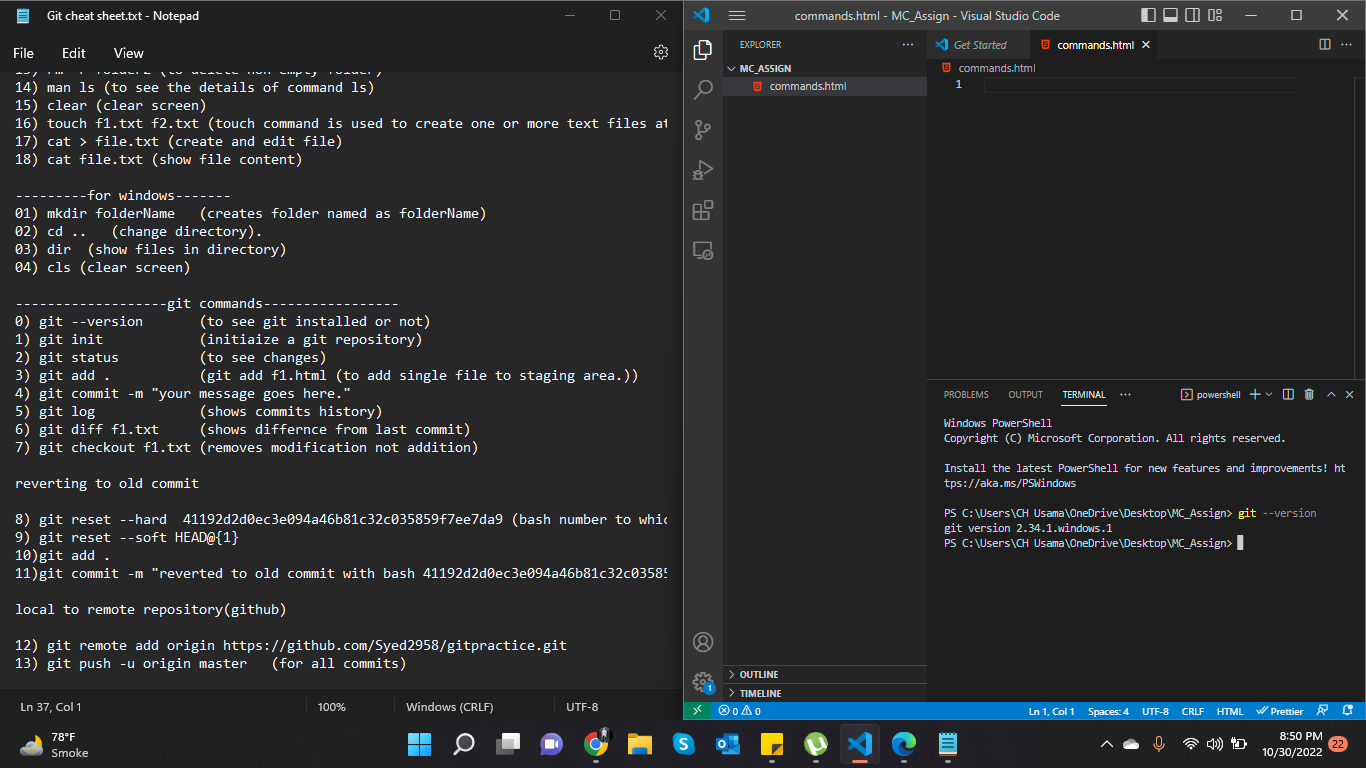 Git cheat sheet.txt - Notepad
File Edit View
14) man ls (to see the details of command ls)
15) clear (clear screen)
16) touch f1.txt f2.txt (touch command is used to create one or more text files at
17) cat > file.txt (create and edit file)
18) cat file.txt (show file content)
---------for windows-------
01) mkdir folderName   (creates folder named as folderName)
02) cd ..   (change directory).
03) dir  (show files in directory)
04) cls (clear screen)
-------------------git commands-----------------
0) git --version       (to see git installed or not)
1) git init            (initiaize a git repository)
2) git status          (to see changes)
3) git add .           (git add f1.html (to add single file to staging area.))
4) git commit -m "your message goes here."
5) git log             (shows commits history)
6) git diff f1.txt     (shows differnce from last commit)
7) git checkout f1.txt (removes modification not addition)
reverting to old commit
8) git reset --hard  41192d2d0ec3e094a46b81c32c035859f7ee7da9 (bash number to whic
9) git reset --soft HEAD@{1}
10)git add .
11)git commit -m "reverted to old commit with bash 41192d2d0ec3e094a46b81c32c0358
local to remote repository(github)
12) git remote add origin https://github.com/Syed2958/gitpractice.git
13) git push -u origin master   (for all commits)
Ln 37, Col 1 100% Windows (CRLF) UTF-8
commands.html - MC_Assign - Visual Studio Code
EXPLORER
MC_ASSIGN
commands.html
OUTLINE
TIMELINE
Get Started commands.html
commands.html
1
PROBLEMS OUTPUT TERMINAL powershell
Windows PowerShell
Copyright (C) Microsoft Corporation. All rights reserved.
Install the latest PowerShell for new features and improvements! ht
tps://aka.ms/PSWindows
PS C:\Users\CH Usama\OneDrive\Desktop\MC_Assign> git --version
git version 2.34.1.windows.1
PS C:\Users\CH Usama\OneDrive\Desktop\MC_Assign>
1
0 0 Ln 1, Col 1 Spaces: 4 UTF-8 CRLF HTML Prettier
78°F
Smoke
8:50 PM
10/30/2022
22